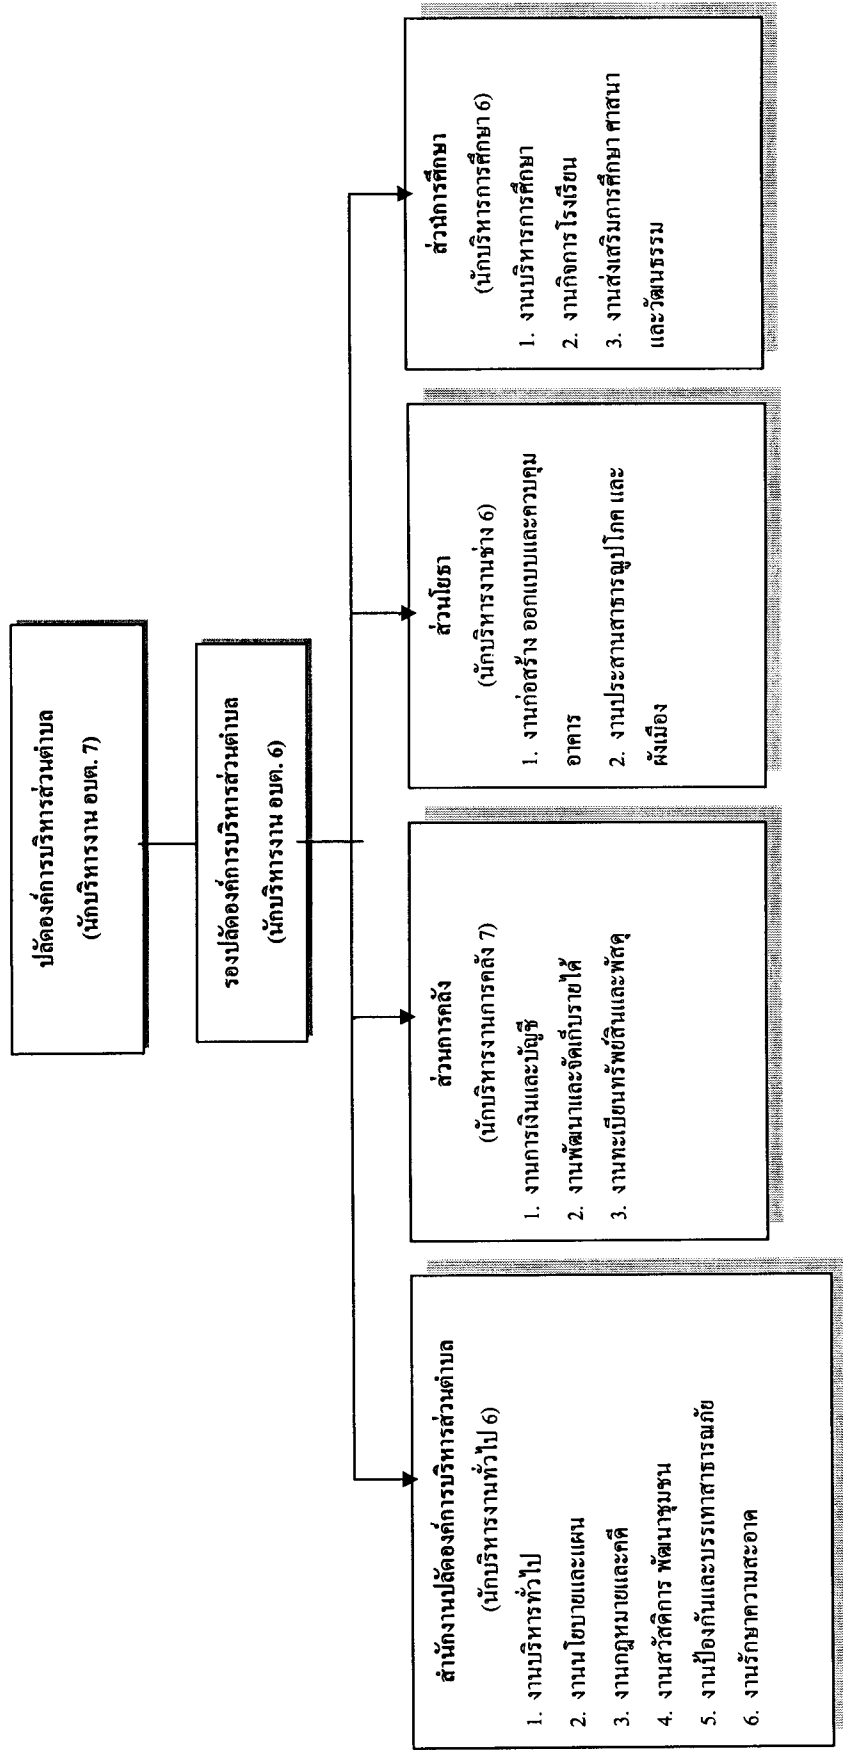 ปลัดองค์การบริหารส่วนตำบล
(นักบริหารงาน อบต. 7)
รองปลัดองค์การบริหารส่วนตำบล
(นักบริหารงาน อบต. 6)
สำนักงานปลัดองค์การบริหารส่วนตำบล
(นักบริหารงานทั่วไป 6)
1. งานบริหารทั่วไป
2. งานนโยบายและแผน
3. งานกฎหมายและคดี
4. งานสวัสดิการ พัฒนาชุมชน
5. งานป้องกันและบรรเทาสาธารณภัย
6. งานรักษาความสะอาด
ส่วนการคลัง
(นักบริหารงานการคลัง 7)
1. งานการเงินและบัญชี
2. งานพัฒนาและจัดเก็บรายได้
3. งานทะเบียนทรัพย์สินและพัสดุ
ส่วนโยธา
(นักบริหารงานช่าง 6)
1. งานก่อสร้าง ออกแบบและควบคุม
อาคาร
2. งานประสานสาธารณูปโภค และ
ผังเมือง
ส่วนการศึกษา
(นักบริหารการศึกษา 6)
1. งานบริหารการศึกษา
2. งานกิจการโรงเรียน
3. งานส่งเสริมการศึกษา ศาสนา
และวัฒนธรรม